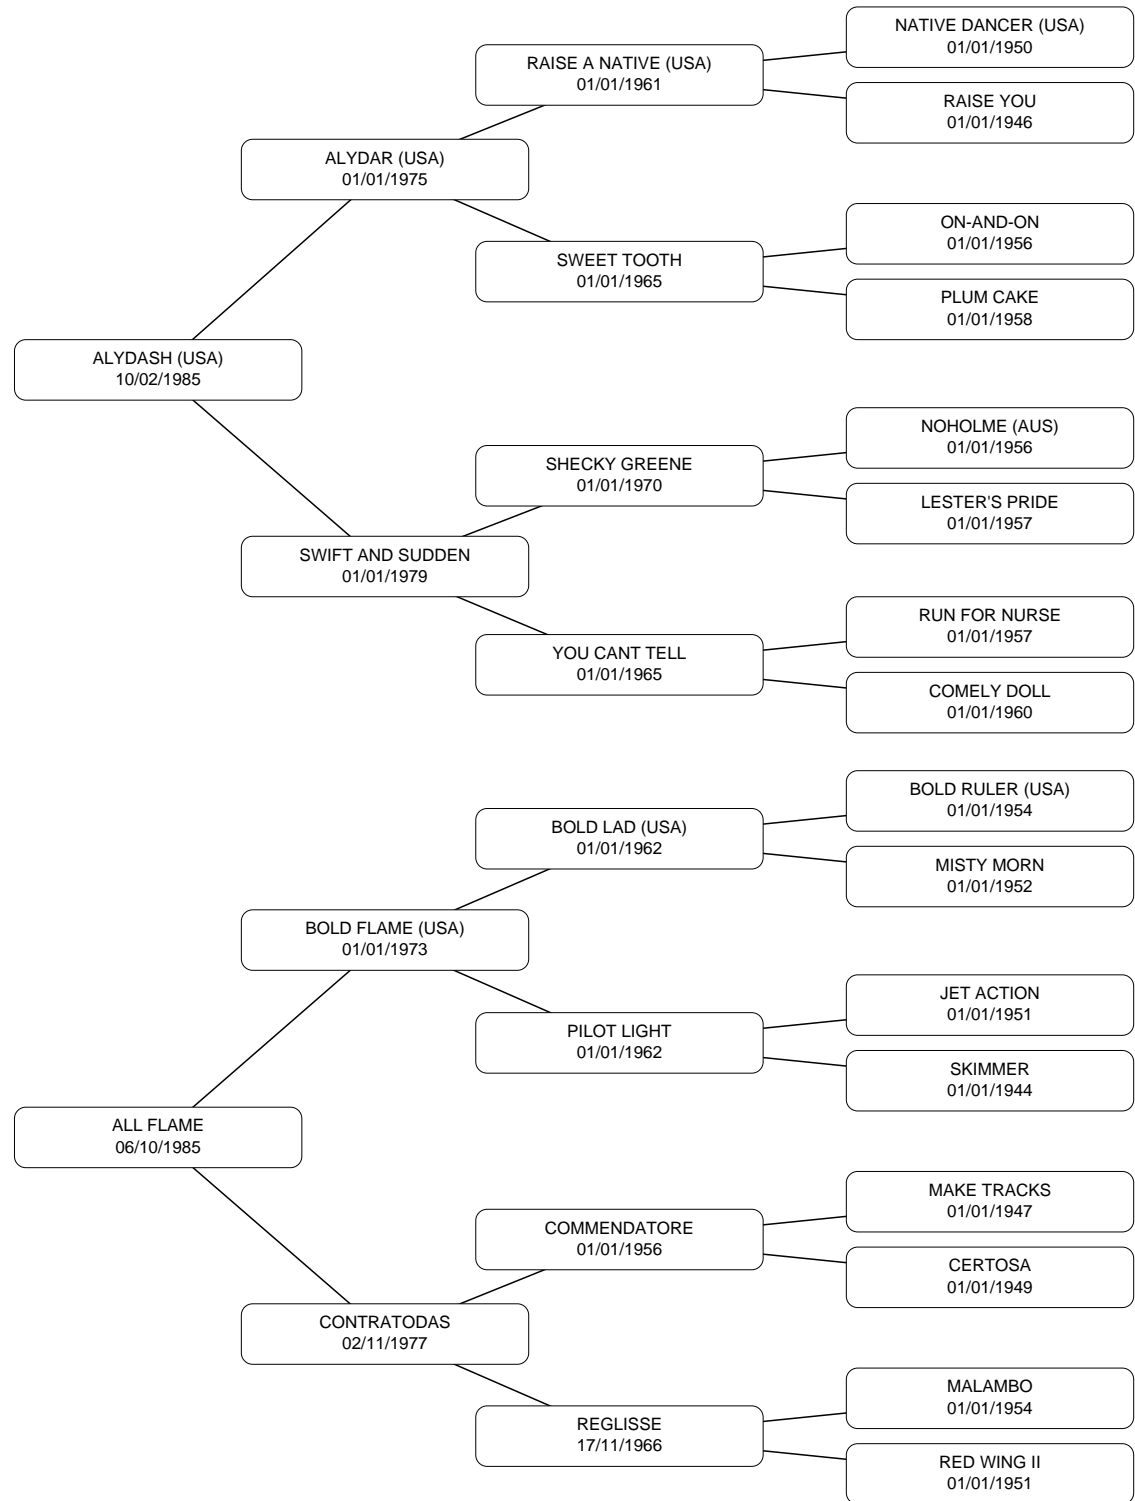 NATIVE DANCER (USA)
01/01/1950
RAISE A NATIVE (USA)
01/01/1961
RAISE YOU
01/01/1946
ALYDAR (USA)
01/01/1975
ON-AND-ON
01/01/1956
SWEET TOOTH
01/01/1965
PLUM CAKE
01/01/1958
ALYDASH (USA)
10/02/1985
NOHOLME (AUS)
01/01/1956
SHECKY GREENE
01/01/1970
LESTER'S PRIDE
01/01/1957
SWIFT AND SUDDEN
01/01/1979
RUN FOR NURSE
01/01/1957
YOU CANT TELL
01/01/1965
COMELY DOLL
01/01/1960
BOLD RULER (USA)
01/01/1954
BOLD LAD (USA)
01/01/1962
MISTY MORN
01/01/1952
BOLD FLAME (USA)
01/01/1973
JET ACTION
01/01/1951
PILOT LIGHT
01/01/1962
SKIMMER
01/01/1944
ALL FLAME
06/10/1985
MAKE TRACKS
01/01/1947
COMMENDATORE
01/01/1956
CERTOSA
01/01/1949
CONTRATODAS
02/11/1977
MALAMBO
01/01/1954
REGLISSE
17/11/1966
RED WING II
01/01/1951